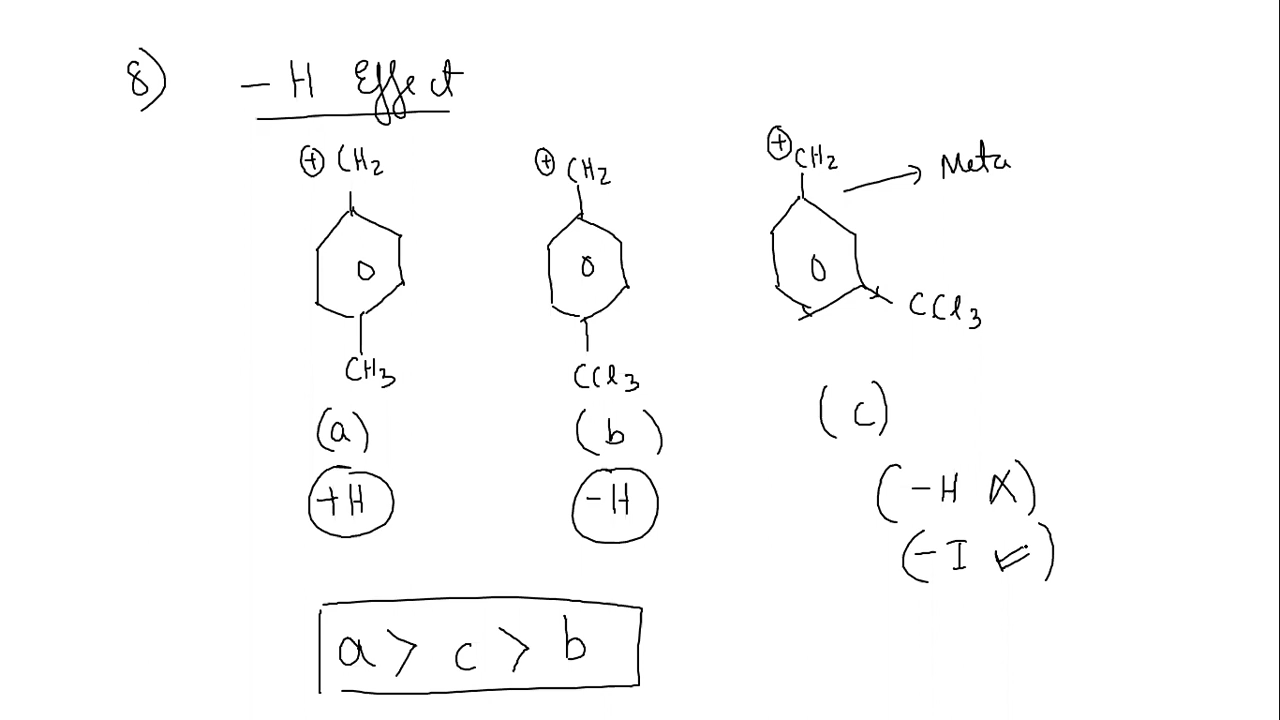 8) – H Effect
⊕ CH2 ⊕ CH2 ⊕ CH2 → Meta
CH3 CCl3 CCl3
(a) (b) (c)
+H –H (–H X)
(–I ✓)
a > c > b